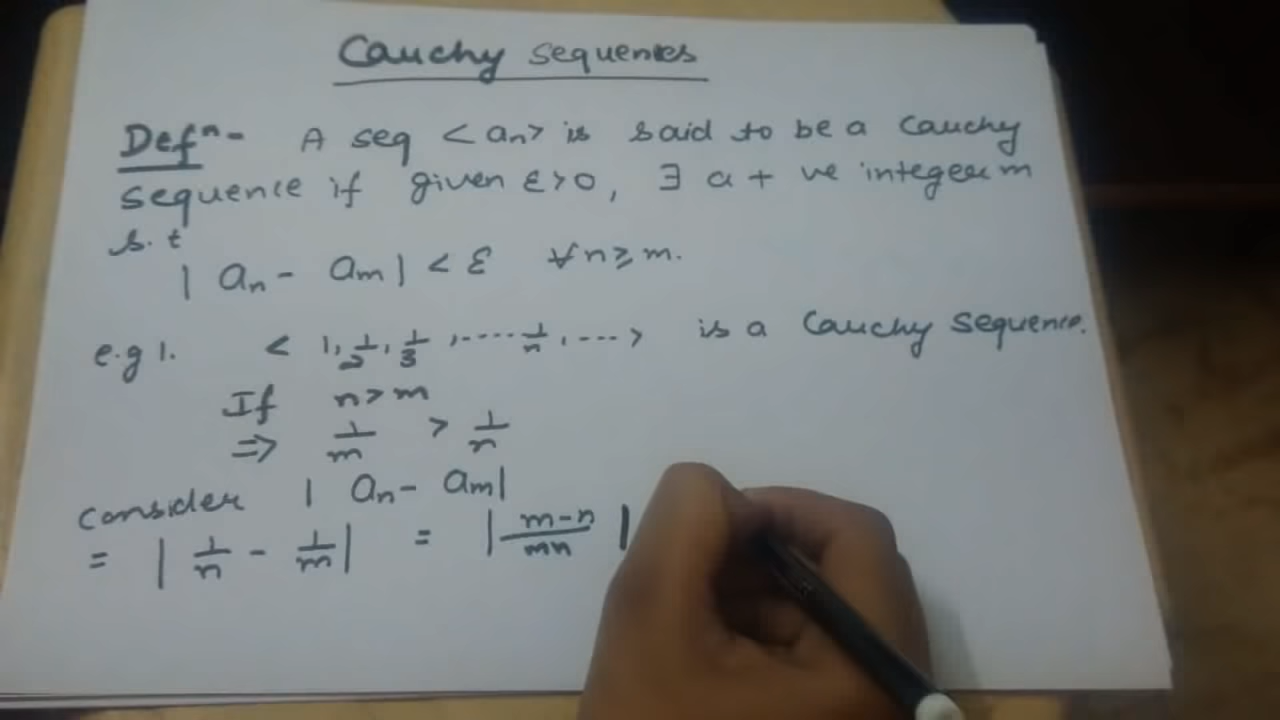 Cauchy sequences
Defⁿ- A seq <aₙ> is said to be a Cauchy
sequence if given ε>0, ∃ a + ve integer m
s.t
| aₙ - aₘ| < ε ∀n≥m.
e.g 1. < 1, 1/2, 1/3, ..... 1/n, ... > is a Cauchy sequence.
If n>m
=> 1/m > 1/n
Consider | aₙ - aₘ|
= | 1/n - 1/m | = | m-n/mn |